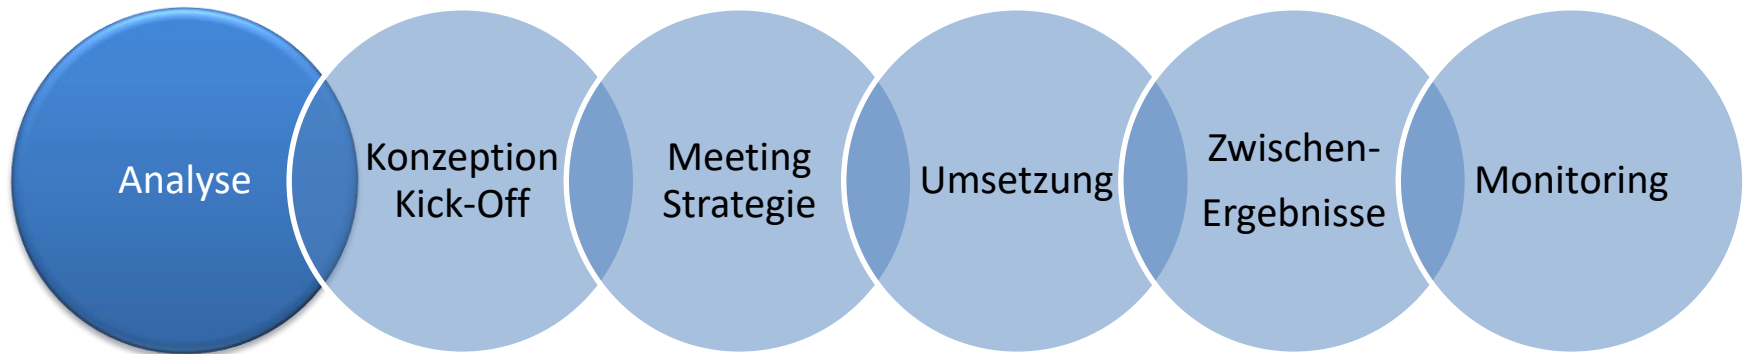 Analyse
Konzeption
Kick-Off
Meeting
Strategie
Umsetzung
Zwischen-
Ergebnisse
Monitoring